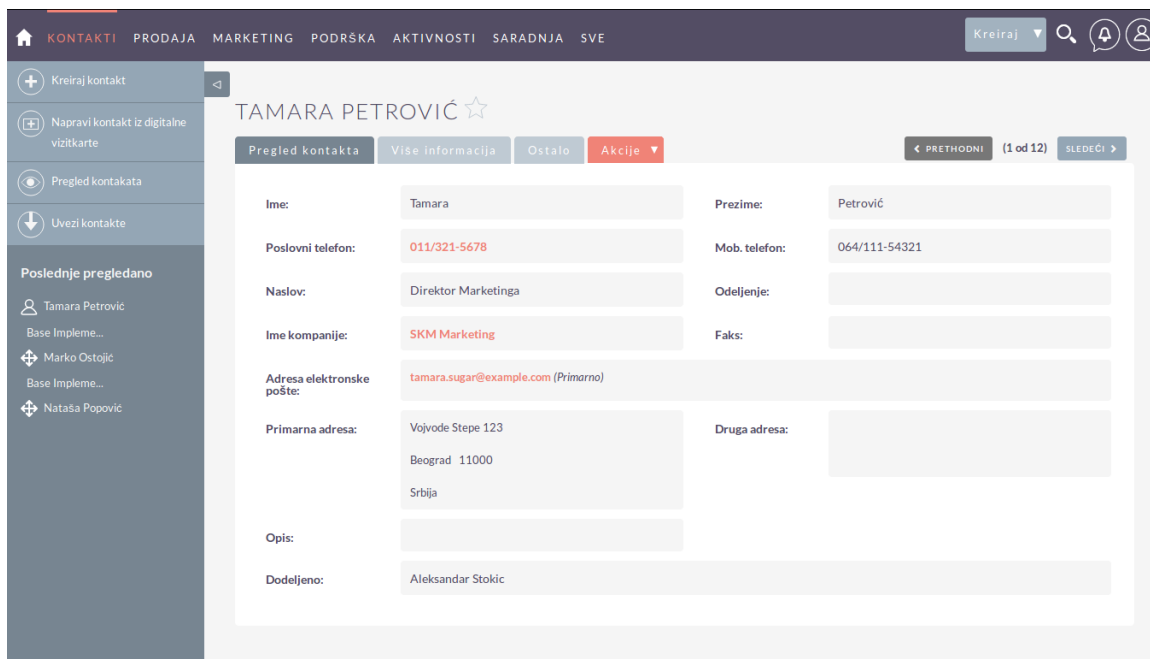 KONTAKTI PRODAJA MARKETING PODRŠKA AKTIVNOSTI SARADNJA SVE Kreiraj
Kreiraj kontakt
Napravi kontakt iz digitalne
vizitkarte
Pregled kontakata
Uvezi kontakte
Poslednje pregledano
Tamara Petrović
Base Impleme...
Marko Ostojić
Base Impleme...
Nataša Popović
TAMARA PETROVIĆ
Pregled kontakta Više informacija Ostalo Akcije PRETHODNI (1 od 12) SLEDEĆI
Ime: Tamara Prezime: Petrović
Poslovni telefon: 011/321-5678 Mob. telefon: 064/111-54321
Naslov: Direktor Marketinga Odeljenje:
Ime kompanije: SKM Marketing Faks:
Adresa elektronske
pošte:
tamara.sugar@example.com (Primarno)
Primarna adresa: Vojvode Stepe 123 Druga adresa:
Beograd 11000
Srbija
Opis:
Dodeljeno: Aleksandar Stokic